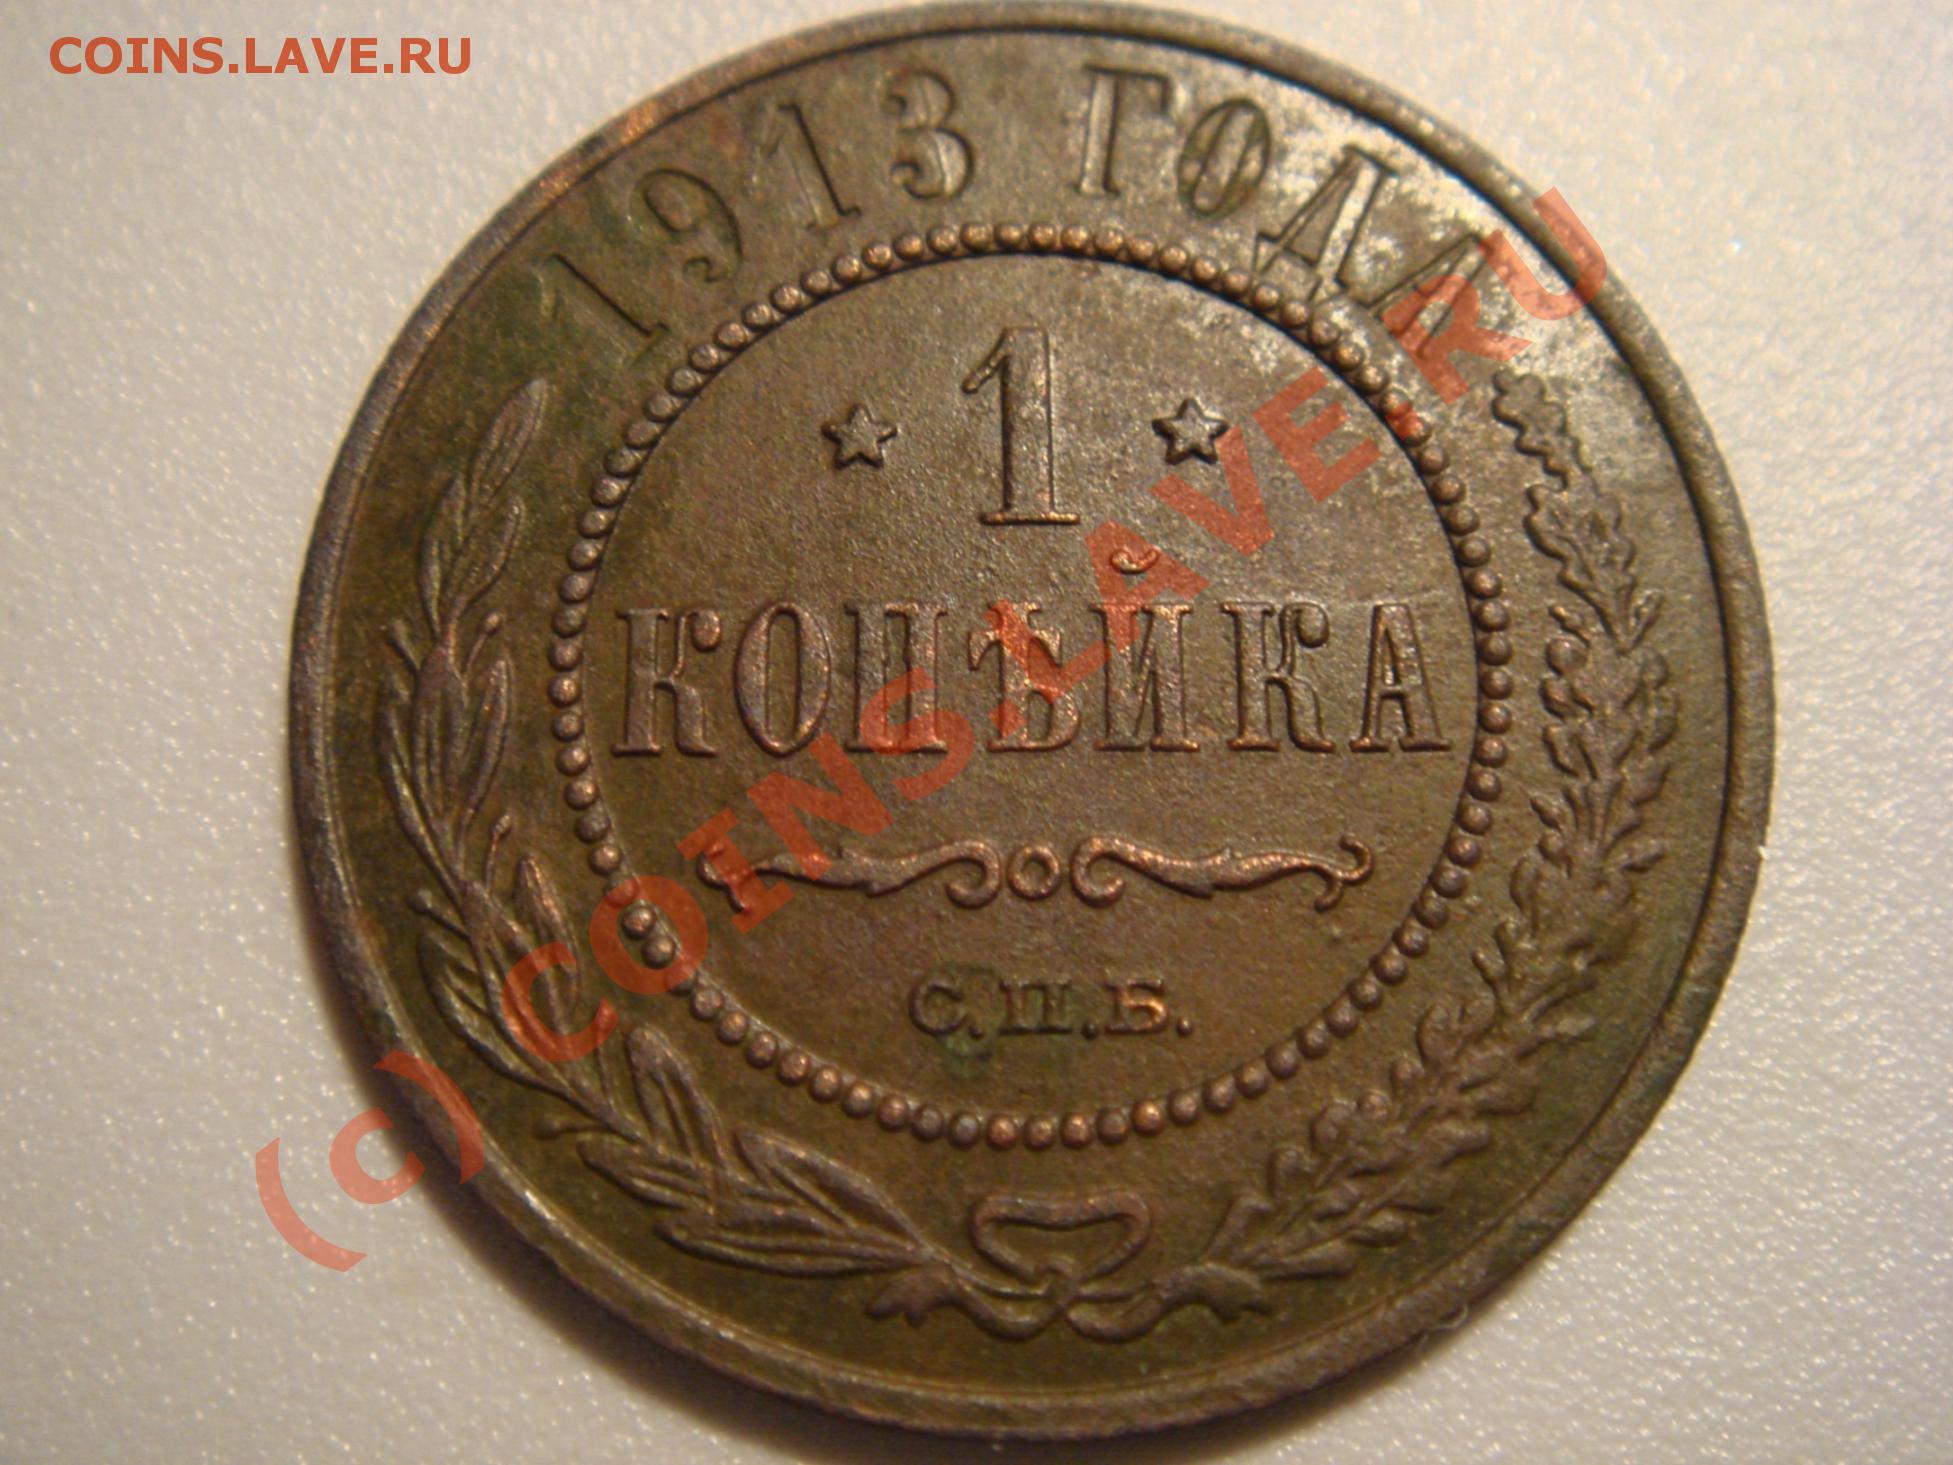 COINS.LAVE.RU
1913 ГОДА
1
КОПѢЙКА
С.П.Б.
(c) COINS.LAVE.RU